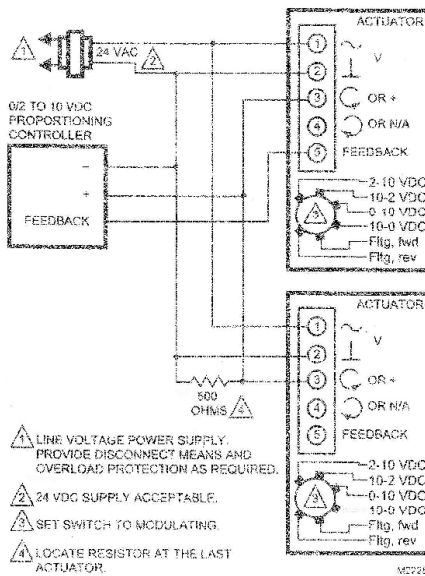 ACTUATOR
1
24 VAC
2
1
V
2
0/2 TO 10 VDC
PROPORTIONING
CONTROLLER
3 OR +
4 OR N/A
5 FEEDBACK
−
+
FEEDBACK
2-10 VDC
10-2 VDC
0-10 VDC
10-0 VDC
Fltg, fwd
Fltg, rev
3
ACTUATOR
1
V
2
3 OR +
4 OR N/A
5 FEEDBACK
500
OHMS 4
2-10 VDC
10-2 VDC
0-10 VDC
10-0 VDC
Fltg, fwd
Fltg, rev
3
1 LINE VOLTAGE POWER SUPPLY.
PROVIDE DISCONNECT MEANS AND
OVERLOAD PROTECTION AS REQUIRED.
2 24 VDC SUPPLY ACCEPTABLE.
3 SET SWITCH TO MODULATING.
4 LOCATE RESISTOR AT THE LAST
ACTUATOR.